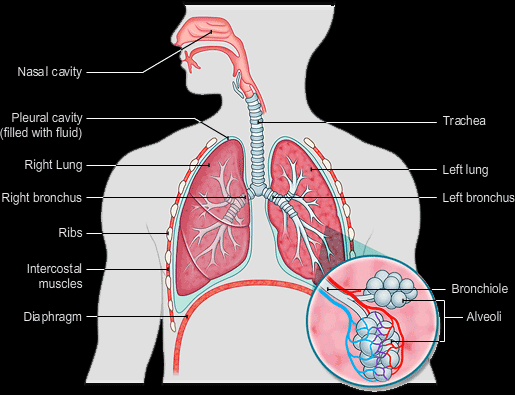 Nasal cavity
Pleural cavity
(filled with fluid)
Right Lung
Right bronchus
Ribs
Intercostal
muscles
Diaphragm
Trachea
Left lung
Left bronchus
Bronchiole
Alveoli